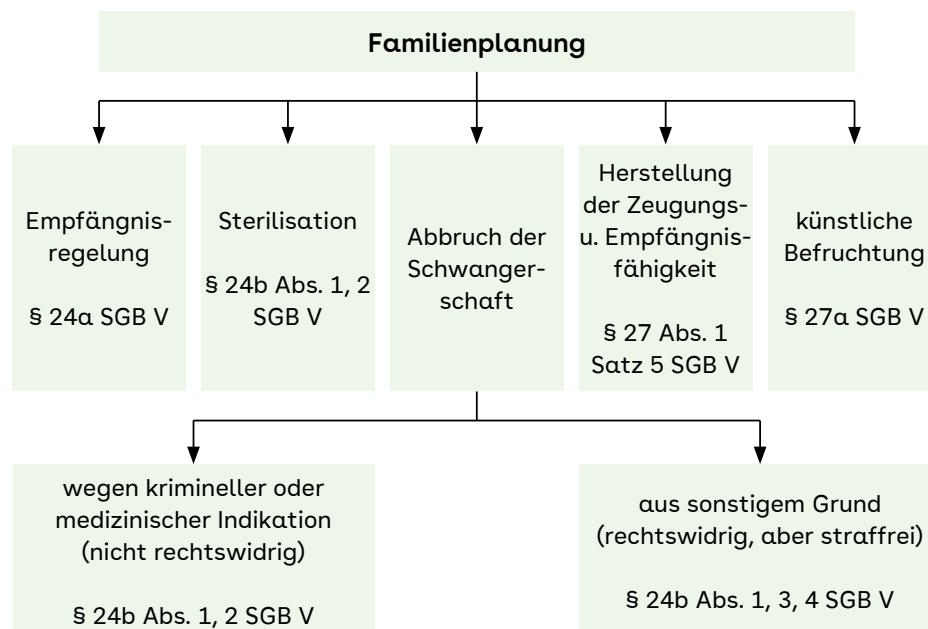 Familienplanung
Empfängnis-
regelung
§ 24a SGB V
Sterilisation
§ 24b Abs. 1, 2
SGB V
Abbruch der
Schwanger-
schaft
Herstellung
der Zeugungs-
u. Empfängnis-
fähigkeit
§ 27 Abs. 1
Satz 5 SGB V
künstliche
Befruchtung
§ 27a SGB V
wegen krimineller oder
medizinischer Indikation
(nicht rechtswidrig)
§ 24b Abs. 1, 2 SGB V
aus sonstigem Grund
(rechtswidrig, aber straffrei)
§ 24b Abs. 1, 3, 4 SGB V